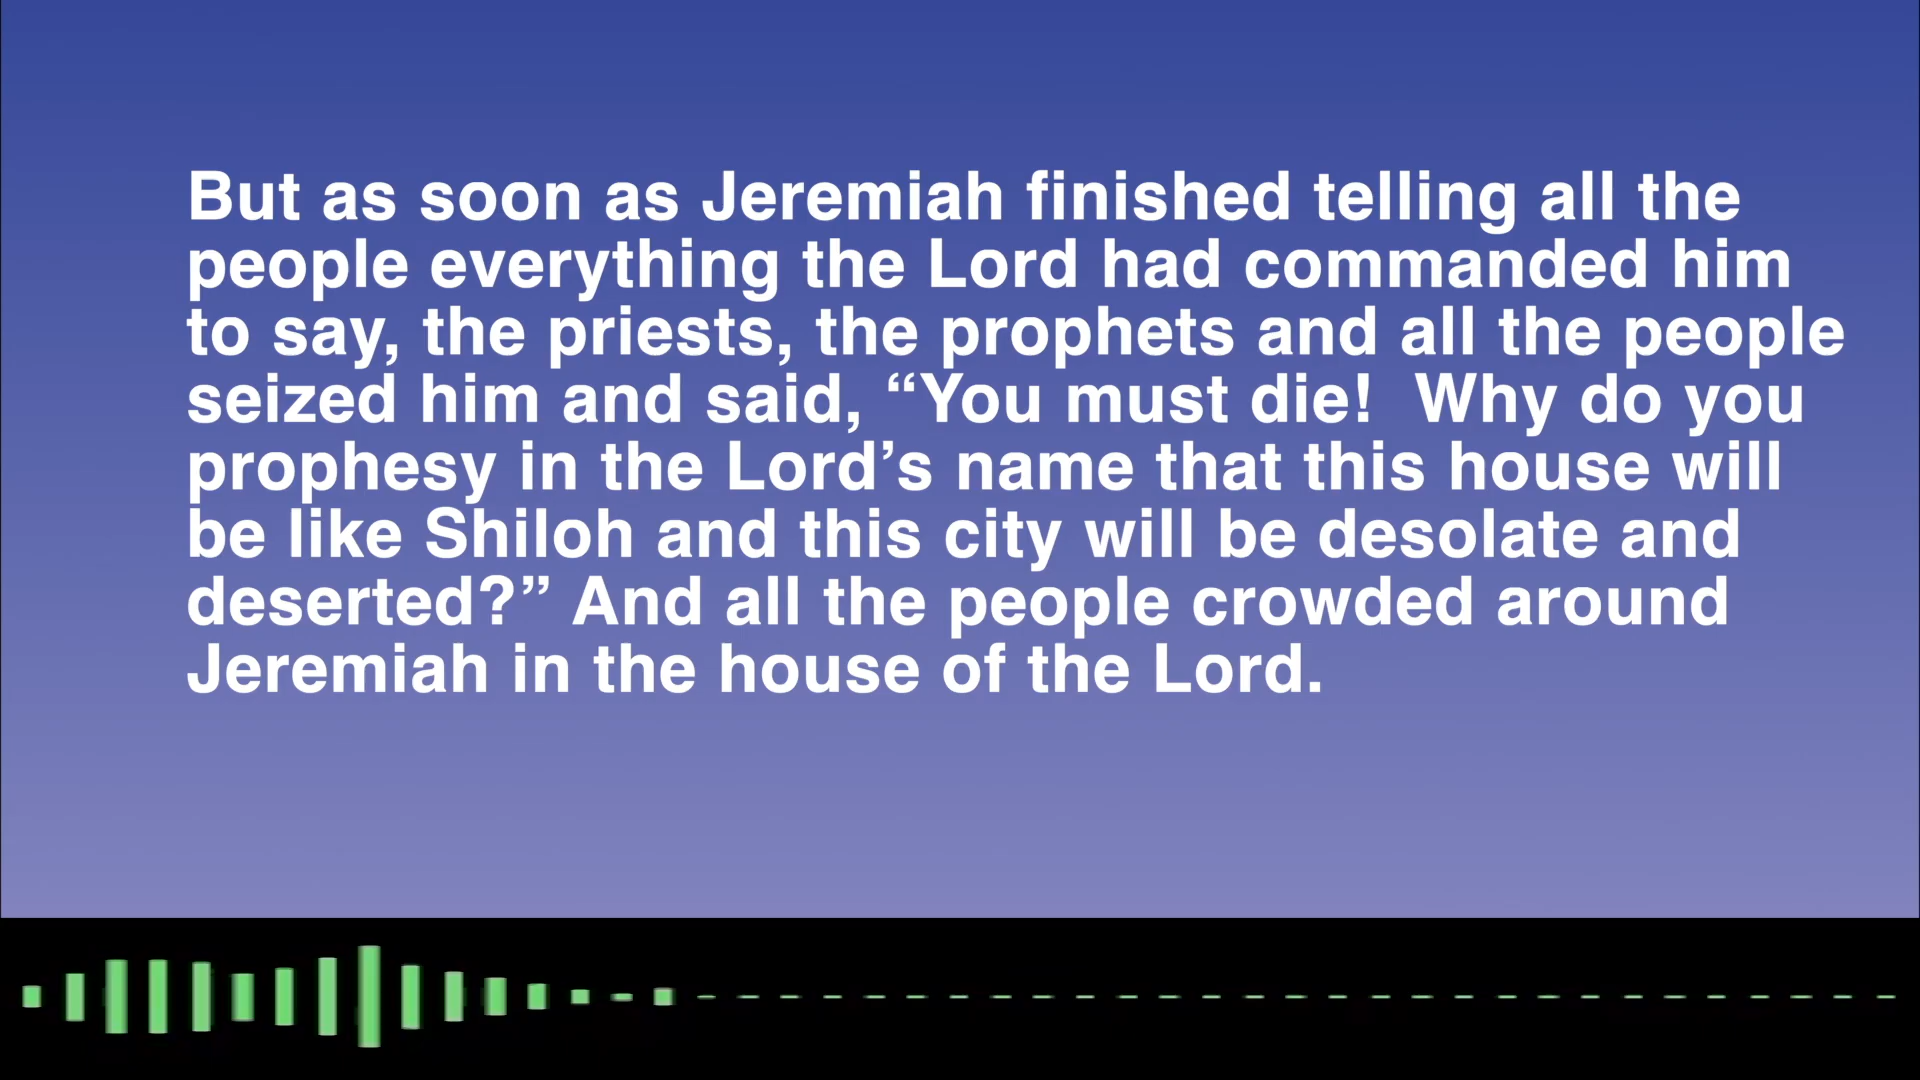 But as soon as Jeremiah finished telling all the
people everything the Lord had commanded him
to say, the priests, the prophets and all the people
seized him and said, “You must die!  Why do you
prophesy in the Lord’s name that this house will
be like Shiloh and this city will be desolate and
deserted?” And all the people crowded around
Jeremiah in the house of the Lord.